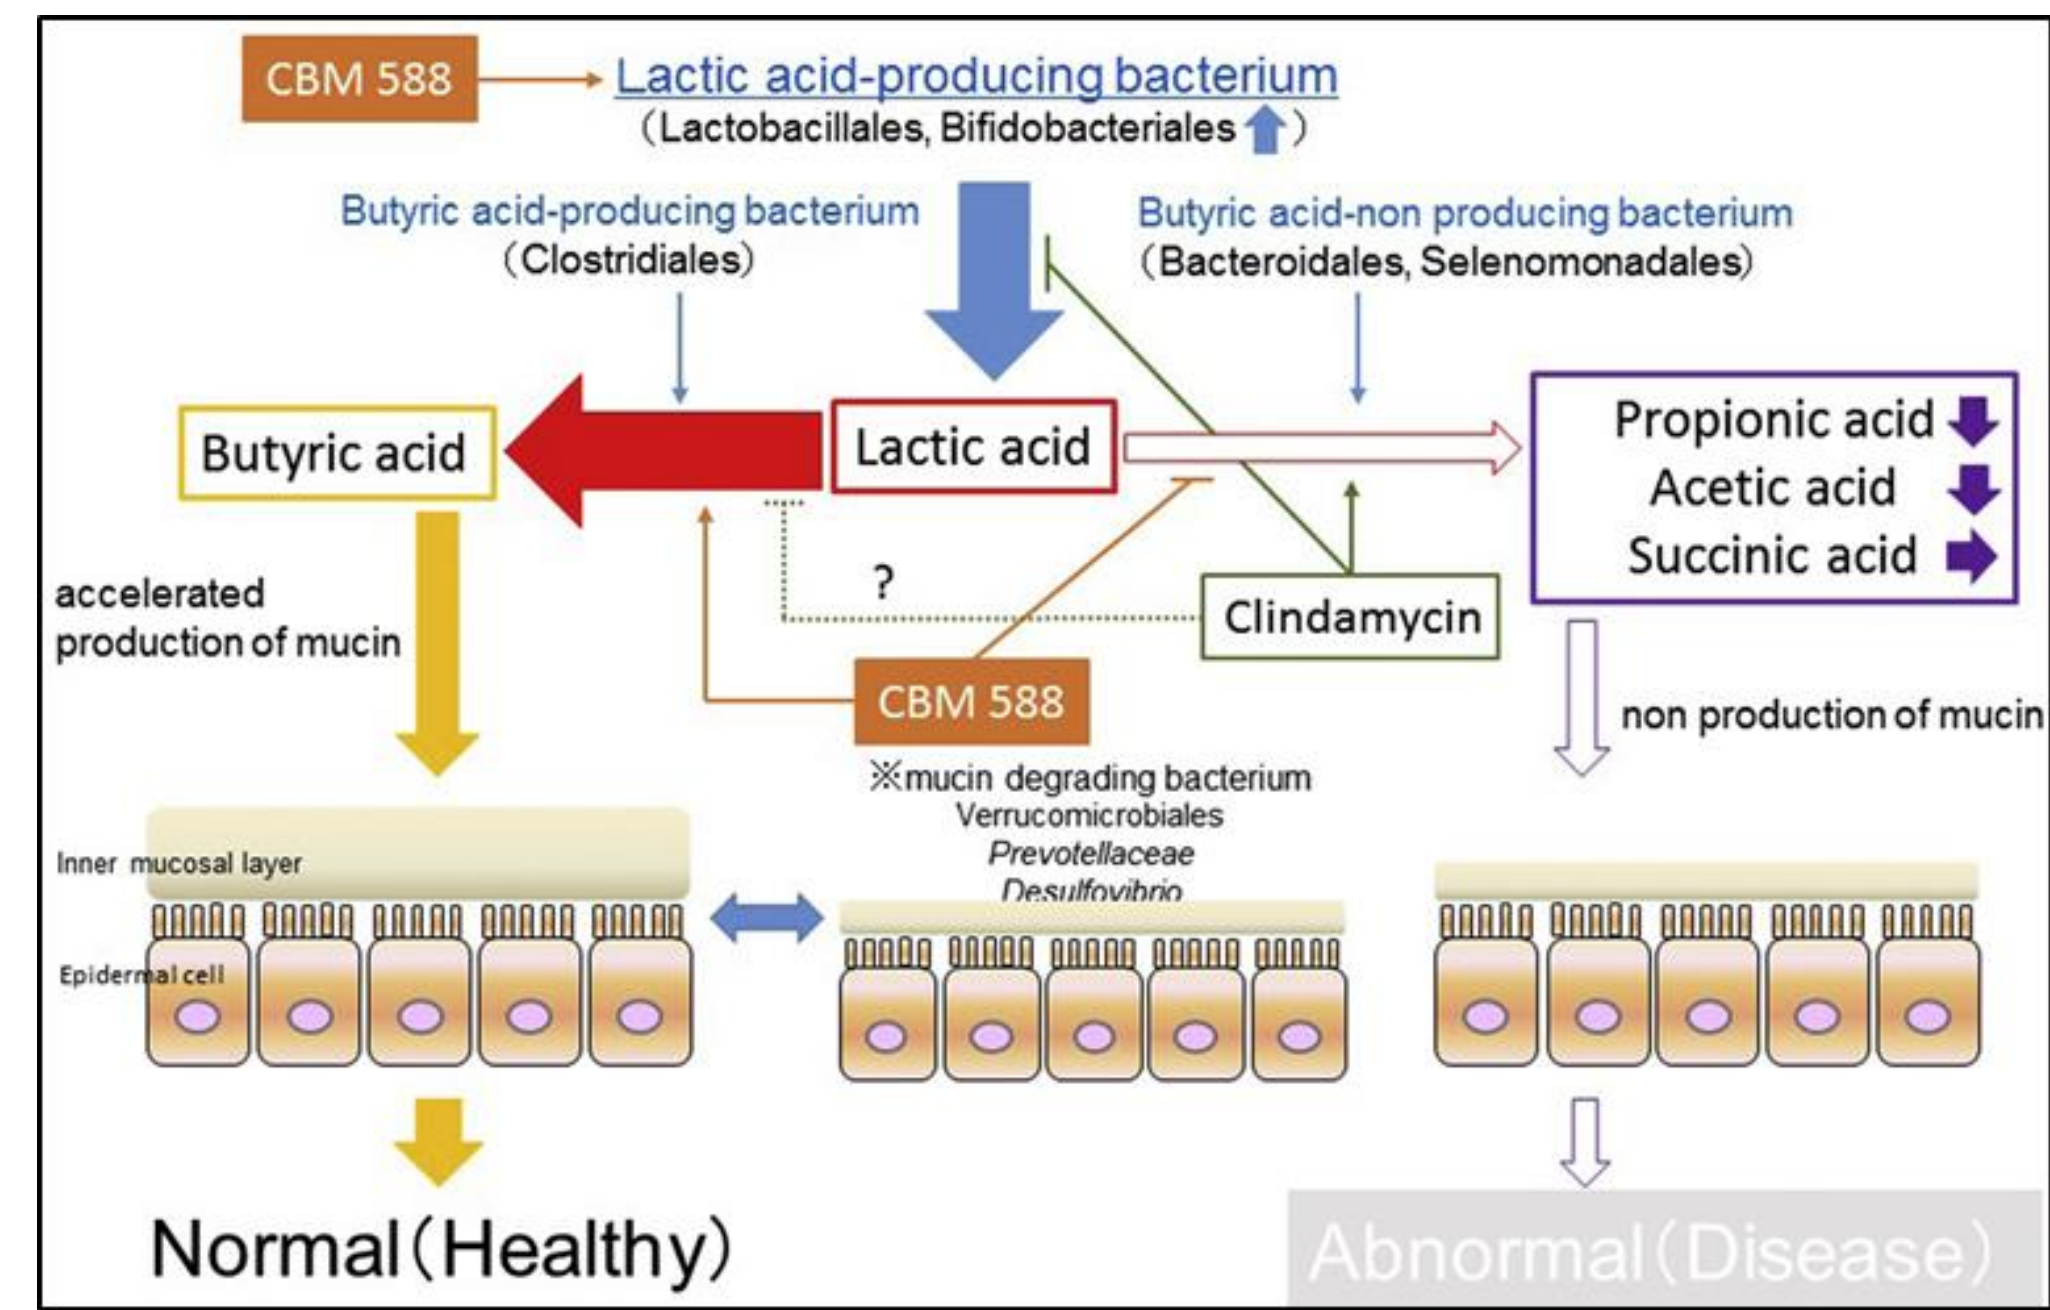 CBM 588
Lactic acid-producing bacterium
（Lactobacillales, Bifidobacteriales ）
Butyric acid-producing bacterium
（Clostridiales）
Butyric acid-non producing bacterium
（Bacteroidales, Selenomonadales）
Butyric acid
Lactic acid
Propionic acid
Acetic acid
Succinic acid
accelerated
production of mucin
?
Clindamycin
CBM 588
non production of mucin
※mucin degrading bacterium
Verrucomicrobiales
Prevotellaceae
Desulfovibrio
Inner mucosal layer
Epidermal cell
Normal（Healthy）
Abnormal（Disease）